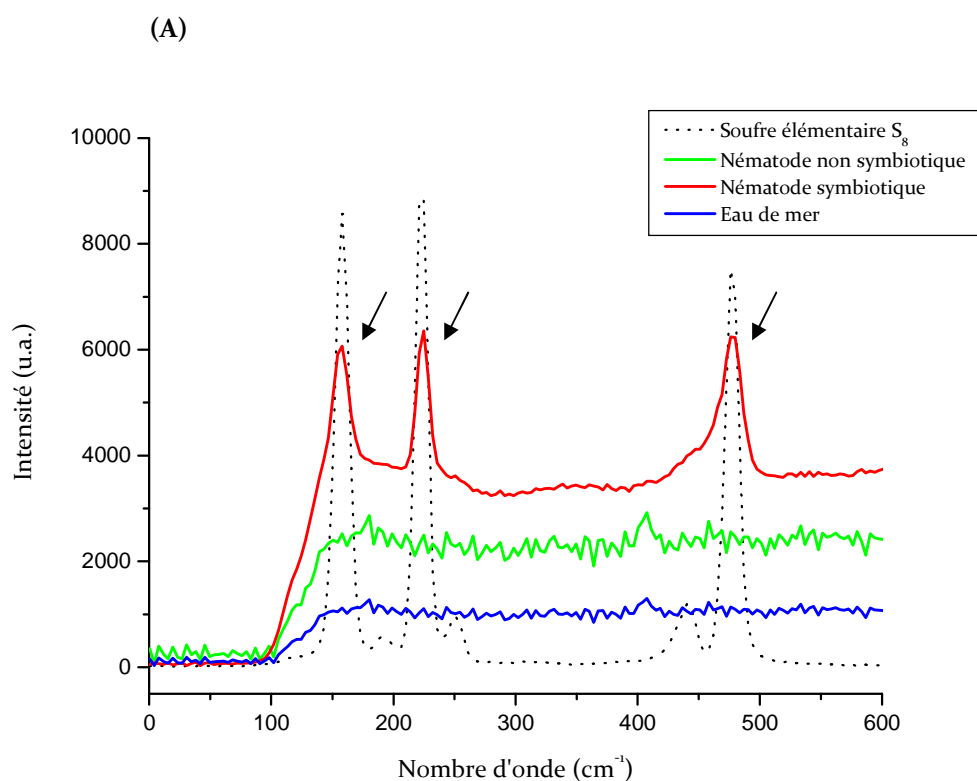 (A)
Soufre élémentaire S₈
Nématode non symbiotique
Nématode symbiotique
Eau de mer
10000
8000
6000
4000
2000
0
Intensité (u.a.)
0 100 200 300 400 500 600
Nombre d'onde (cm⁻¹)